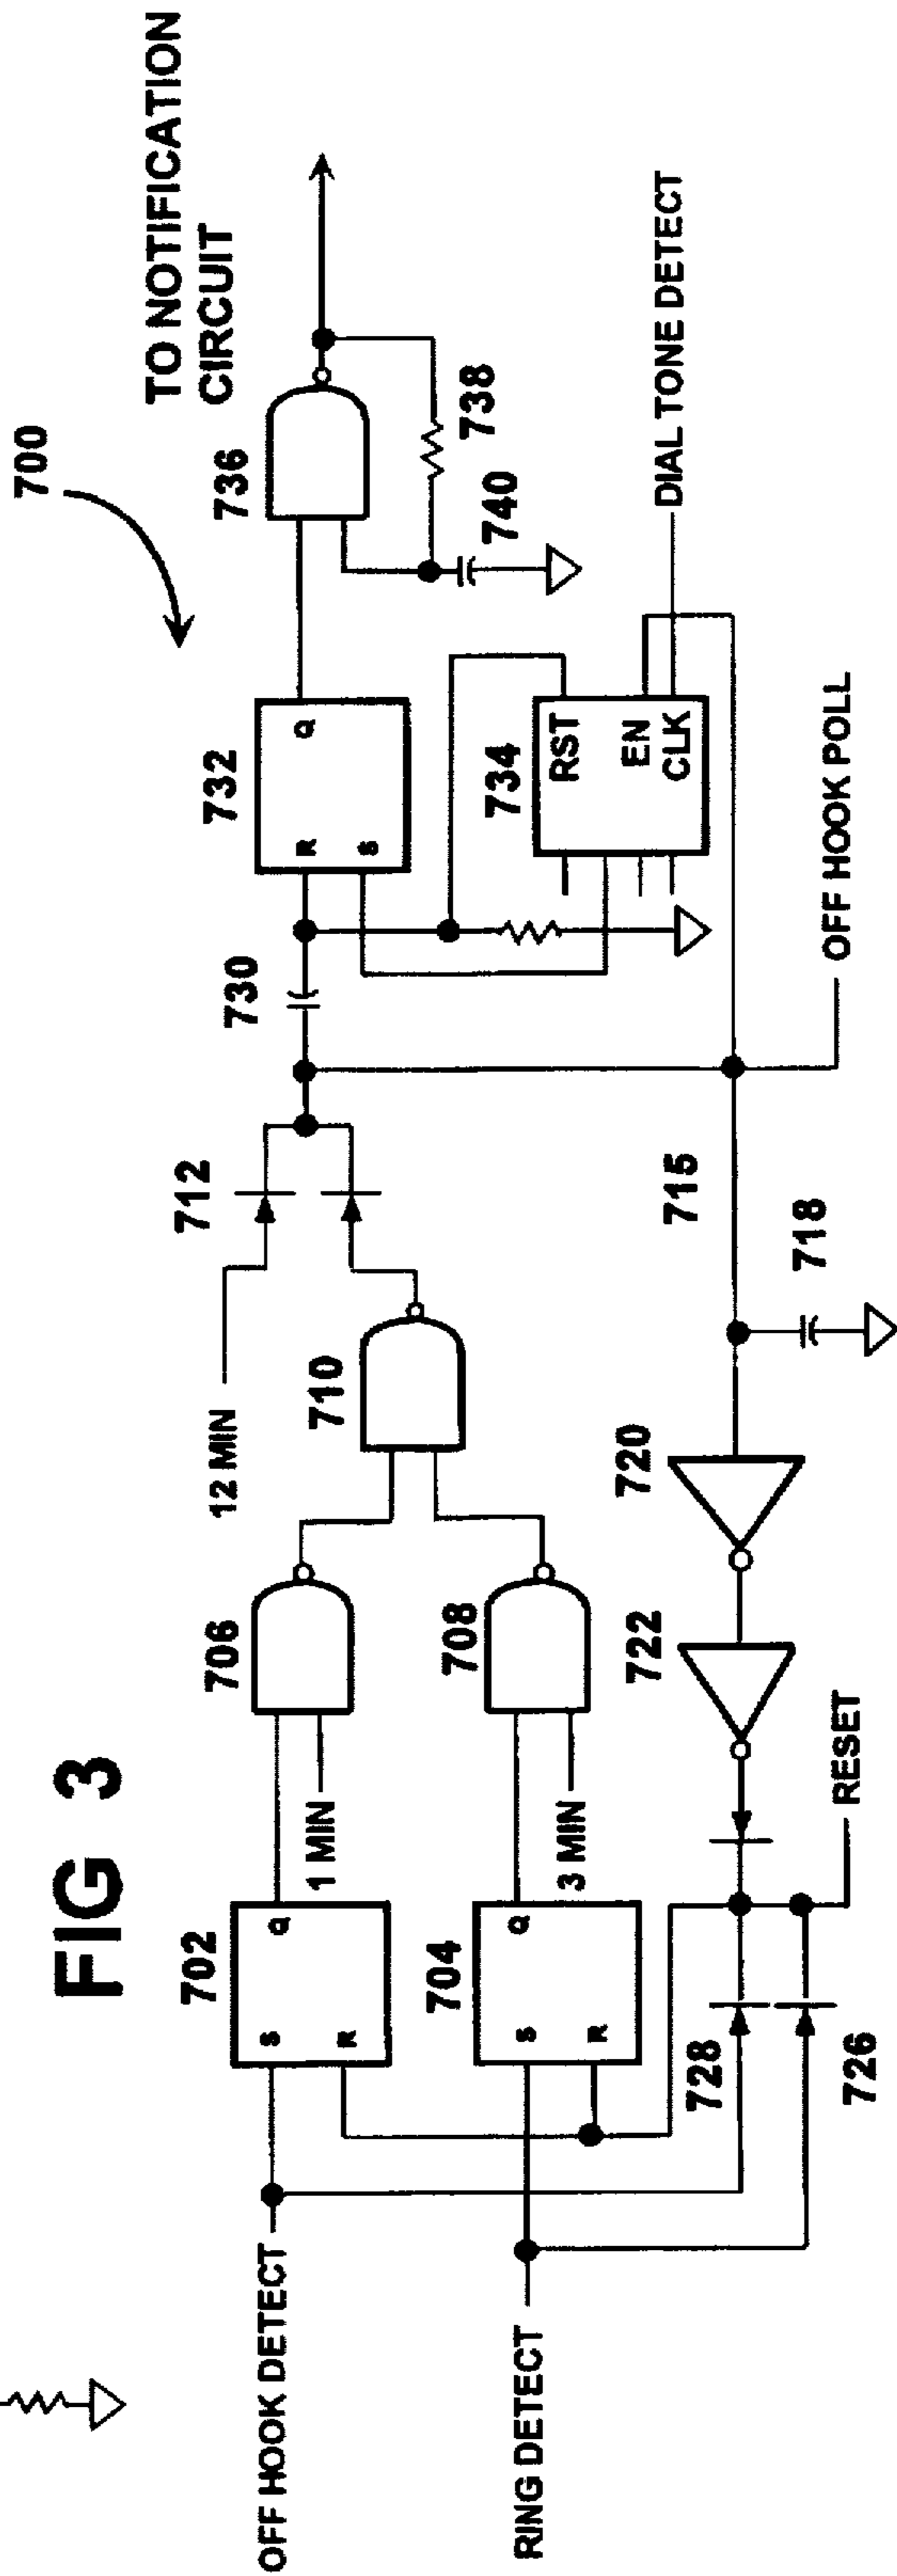 FIG 3
700
TO NOTIFICATION
CIRCUIT
OFF HOOK DETECT
702
S
Q
R
1 MIN
706
12 MIN
712
710
730
732
R
Q
S
736
738
740
RING DETECT
704
S
Q
R
3 MIN
708
734
RST
EN
CLK
DIAL TONE DETECT
728
726
RESET
722
720
718
715
OFF HOOK POLL